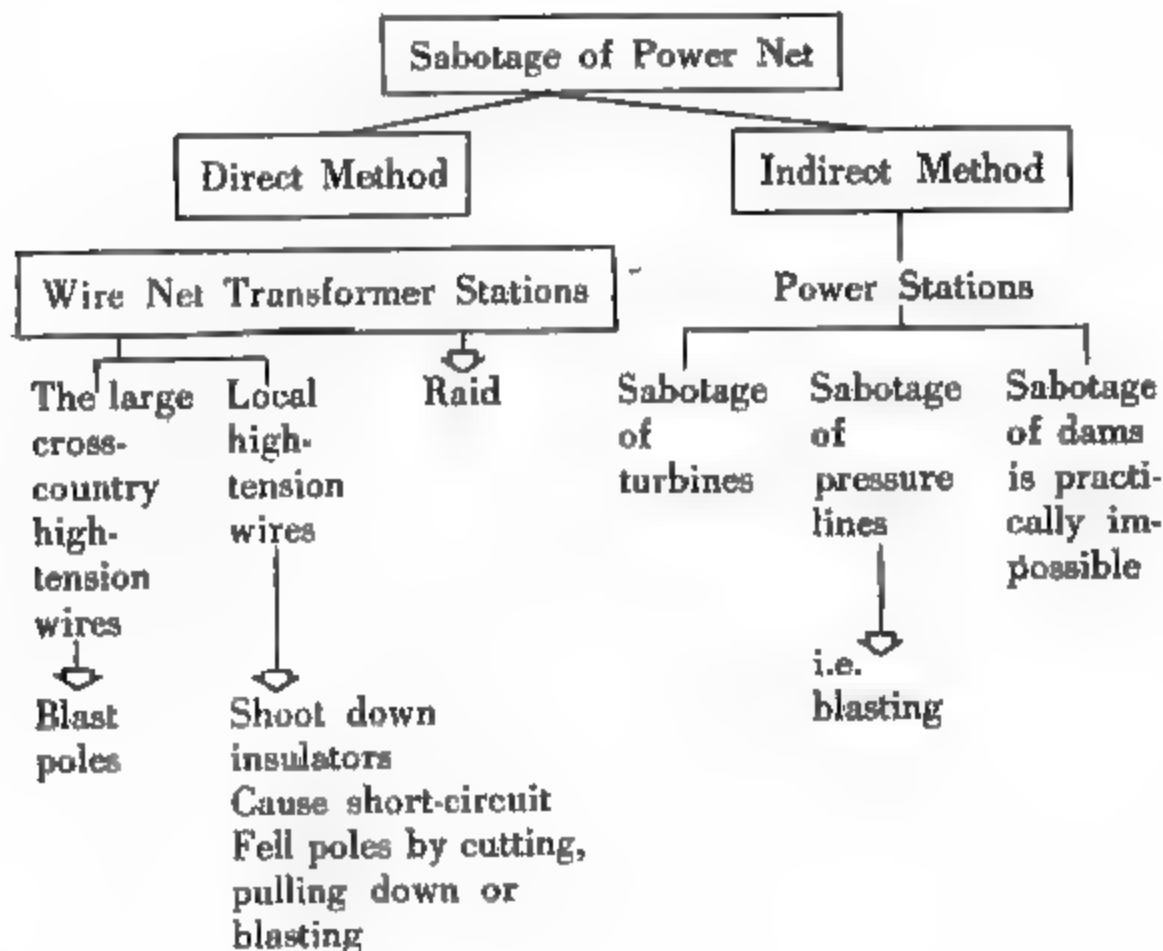 Sabotage of Power Net
Direct Method
Indirect Method
Wire Net Transformer Stations
Power Stations
The large
cross-
country
high-
tension
wires
Local
high-
tension
wires
Raid
Sabotage
of
turbines
Sabotage
of
pressure
lines
Sabotage
of dams
is practi-
cally im-
possible
i.e.
blasting
Blast
poles
Shoot down
insulators
Cause short-circuit
Fell poles by cutting,
pulling down or
blasting